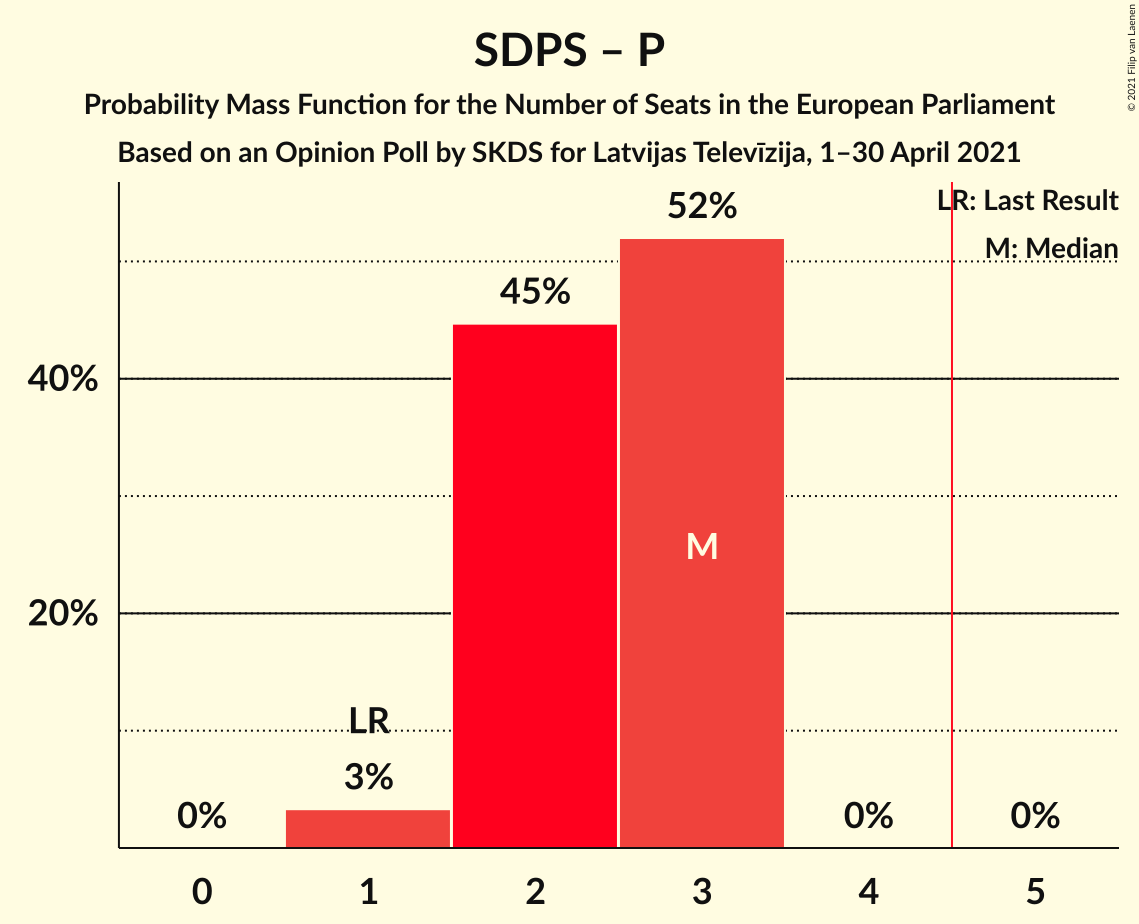 SDPS – P
Probability Mass Function for the Number of Seats in the European Parliament
Based on an Opinion Poll by SKDS for Latvijas Televīzija, 1–30 April 2021
© 2021 Filip van Laenen
LR: Last Result
M: Median
52%
45%
40%
M
20%
LR
3%
0%
0%
0%
0
1
2
3
4
5